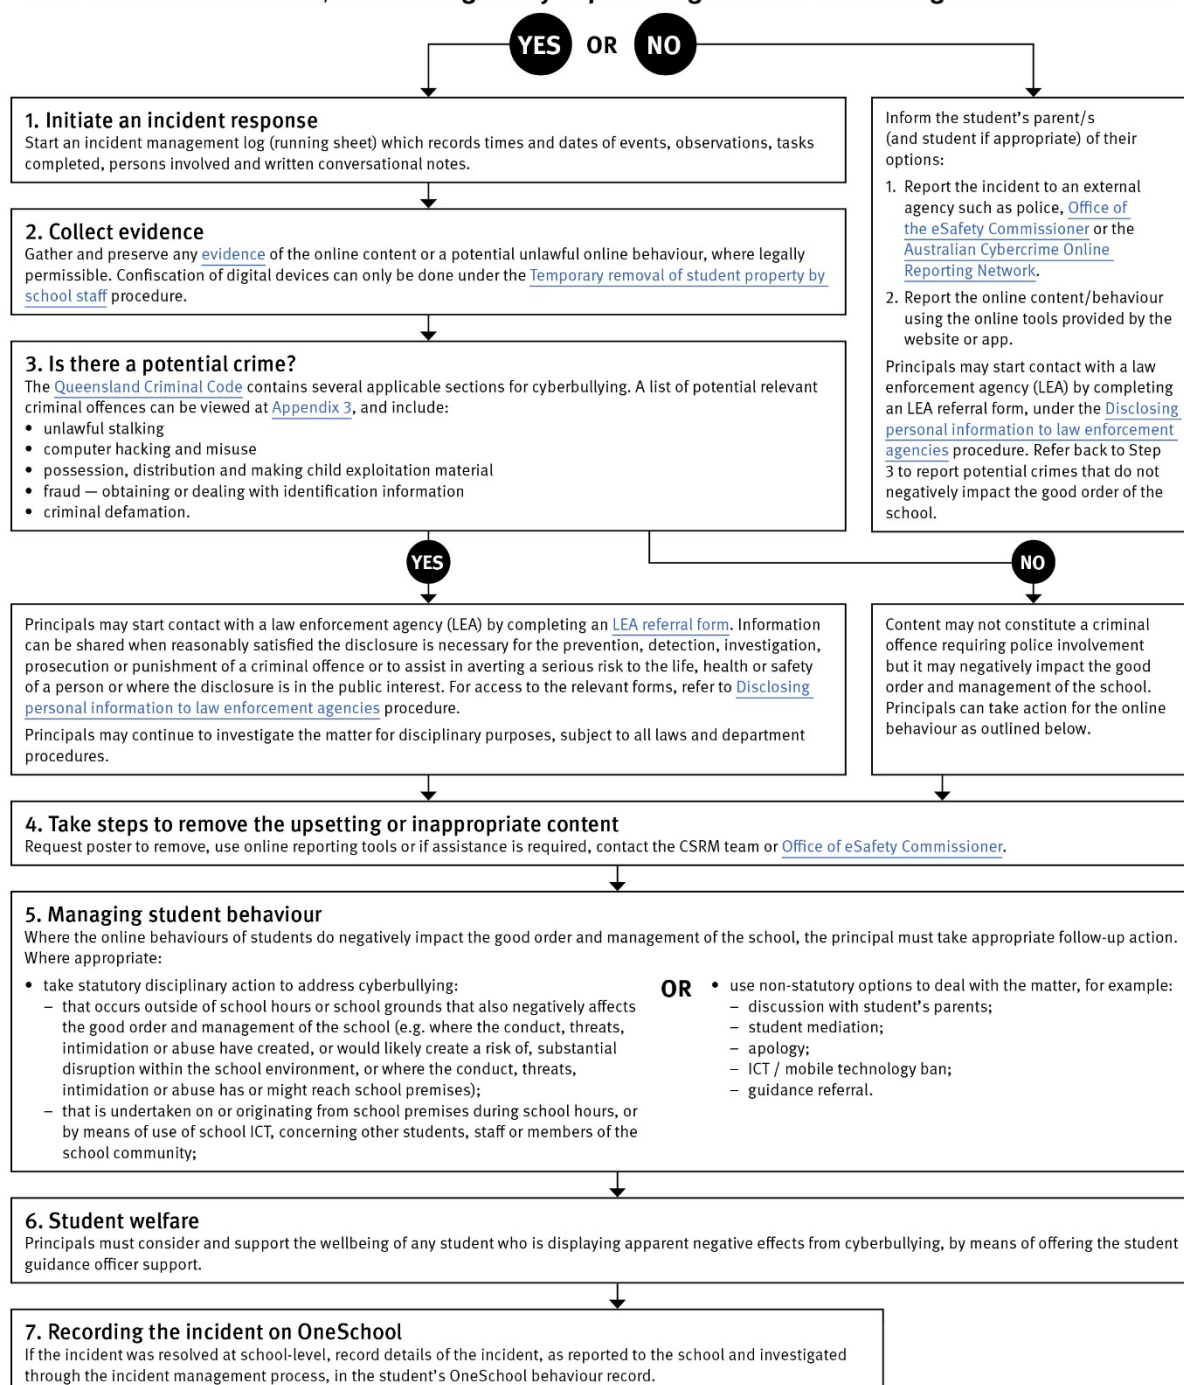 YES OR NO
1. Initiate an incident response
Start an incident management log (running sheet) which records times and dates of events, observations, tasks
completed, persons involved and written conversational notes.
2. Collect evidence
Gather and preserve any evidence of the online content or a potential unlawful online behaviour, where legally
permissible. Confiscation of digital devices can only be done under the Temporary removal of student property by
school staff procedure.
3. Is there a potential crime?
The Queensland Criminal Code contains several applicable sections for cyberbullying. A list of potential relevant
criminal offences can be viewed at Appendix 3, and include:
• unlawful stalking
• computer hacking and misuse
• possession, distribution and making child exploitation material
• fraud — obtaining or dealing with identification information
• criminal defamation.
Inform the student's parent/s
(and student if appropriate) of their
options:
1. Report the incident to an external
agency such as police, Office of
the eSafety Commissioner or the
Australian Cybercrime Online
Reporting Network.
2. Report the online content/behaviour
using the online tools provided by the
website or app.
Principals may start contact with a law
enforcement agency (LEA) by completing
an LEA referral form, under the Disclosing
personal information to law enforcement
agencies procedure. Refer back to Step
3 to report potential crimes that do not
negatively impact the good order of the
school.
YES
NO
Principals may start contact with a law enforcement agency (LEA) by completing an LEA referral form. Information
can be shared when reasonably satisfied the disclosure is necessary for the prevention, detection, investigation,
prosecution or punishment of a criminal offence or to assist in averting a serious risk to the life, health or safety
of a person or where the disclosure is in the public interest. For access to the relevant forms, refer to Disclosing
personal information to law enforcement agencies procedure.
Principals may continue to investigate the matter for disciplinary purposes, subject to all laws and department
procedures.
Content may not constitute a criminal
offence requiring police involvement
but it may negatively impact the good
order and management of the school.
Principals can take action for the online
behaviour as outlined below.
4. Take steps to remove the upsetting or inappropriate content
Request poster to remove, use online reporting tools or if assistance is required, contact the CSRM team or Office of eSafety Commissioner.
5. Managing student behaviour
Where the online behaviours of students do negatively impact the good order and management of the school, the principal must take appropriate follow-up action.
Where appropriate:
• take statutory disciplinary action to address cyberbullying:
– that occurs outside of school hours or school grounds that also negatively affects
the good order and management of the school (e.g. where the conduct, threats,
intimidation or abuse have created, or would likely create a risk of, substantial
disruption within the school environment, or where the conduct, threats,
intimidation or abuse has or might reach school premises);
– that is undertaken on or originating from school premises during school hours, or
by means of use of school ICT, concerning other students, staff or members of the
school community;
OR
• use non-statutory options to deal with the matter, for example:
– discussion with student's parents;
– student mediation;
– apology;
– ICT / mobile technology ban;
– guidance referral.
6. Student welfare
Principals must consider and support the wellbeing of any student who is displaying apparent negative effects from cyberbullying, by means of offering the student
guidance officer support.
7. Recording the incident on OneSchool
If the incident was resolved at school-level, record details of the incident, as reported to the school and investigated
through the incident management process, in the student's OneSchool behaviour record.